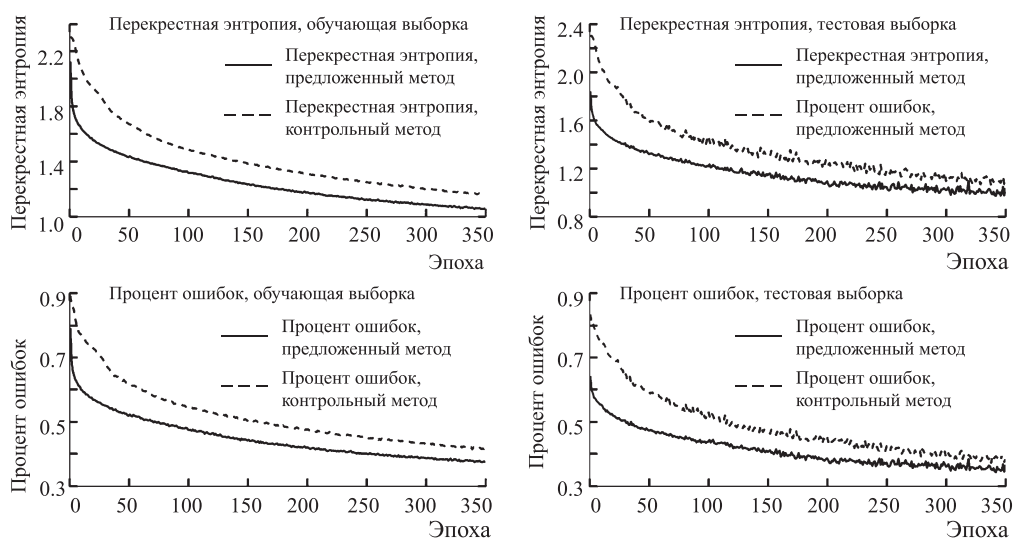 Перекрестная энтропия, обучающая выборка
Перекрестная энтропия
2.2
1.8
1.4
1.0
Перекрестная энтропия,
предложенный метод
Перекрестная энтропия,
контрольный метод
0 50 100 150 200 250 300 350
Эпоха
Перекрестная энтропия, тестовая выборка
Перекрестная энтропия
2.4
2.0
1.6
1.2
0.8
Перекрестная энтропия,
предложенный метод
Процент ошибок,
предложенный метод
0 50 100 150 200 250 300 350
Эпоха
Процент ошибок, обучающая выборка
Процент ошибок
0.9
0.7
0.5
0.3
Процент ошибок,
предложенный метод
Процент ошибок,
контрольный метод
0 50 100 150 200 250 300 350
Эпоха
Процент ошибок, тестовая выборка
Процент ошибок
0.9
0.7
0.5
0.3
Процент ошибок,
предложенный метод
Процент ошибок,
контрольный метод
0 50 100 150 200 250 300 350
Эпоха